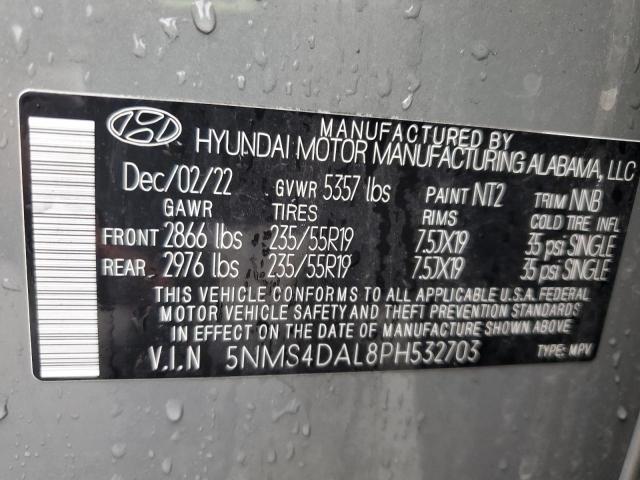 MANUFACTURED BY
HYUNDAI MOTOR MANUFACTURING ALABAMA, LLC
Dec/02/22 GVWR 5357 lbs PAINT NT2 TRIM NNB
GAWR TIRES RIMS COLD TIRE INFL
FRONT 2866 lbs 235/55R19 7.5JX19 35 psi SINGLE
REAR 2976 lbs 235/55R19 7.5JX19 35 psi SINGLE
THIS VEHICLE CONFORMS TO ALL APPLICABLE U.S.A. FEDERAL
MOTOR VEHICLE SAFETY AND THEFT PREVENTION STANDARDS
IN EFFECT ON THE DATE OF MANUFACTURE SHOWN ABOVE.
V.I.N 5NMS4DAL8PH532703 TYPE: MPV